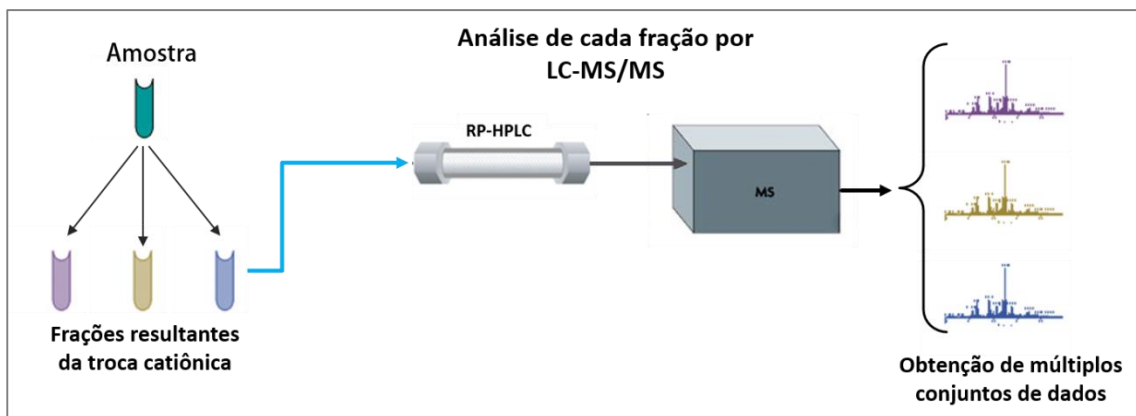 Amostra
Frações resultantes
da troca catiônica
Análise de cada fração por
LC-MS/MS
RP-HPLC
MS
Obtenção de múltiplos
conjuntos de dados